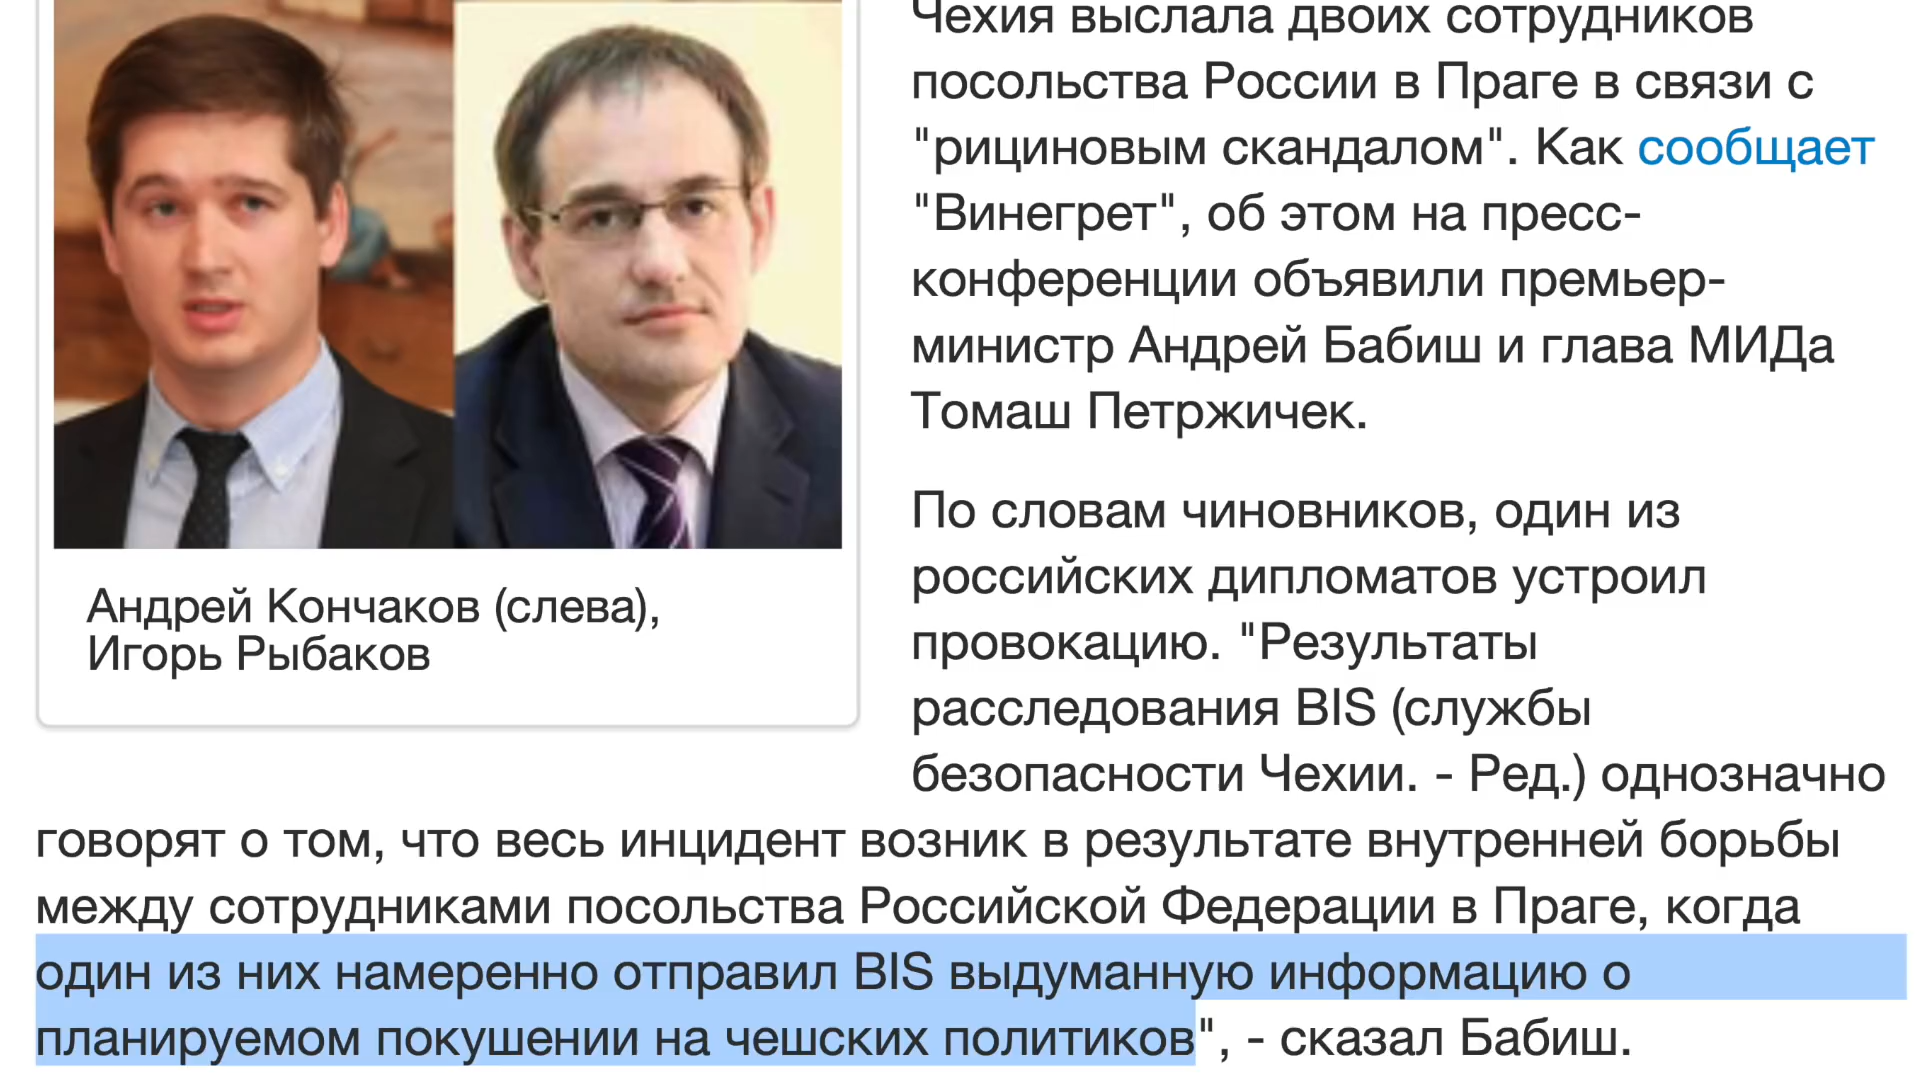 Чехия выслала двоих сотрудников
посольства России в Праге в связи с
"рициновым скандалом". Как сообщает
"Винегрет", об этом на пресс-
конференции объявили премьер-
министр Андрей Бабиш и глава МИДа
Томаш Петржичек.
Андрей Кончаков (слева),
Игорь Рыбаков
По словам чиновников, один из
российских дипломатов устроил
провокацию. "Результаты
расследования BIS (службы
безопасности Чехии. - Ред.) однозначно
говорят о том, что весь инцидент возник в результате внутренней борьбы
между сотрудниками посольства Российской Федерации в Праге, когда
один из них намеренно отправил BIS выдуманную информацию о
планируемом покушении на чешских политиков", - сказал Бабиш.